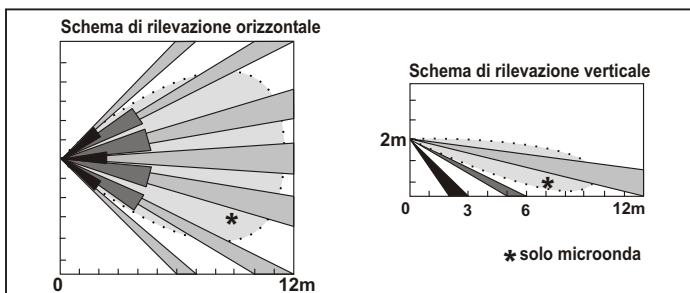 Schema di rilevazione orizzontale
0 12m
Schema di rilevazione verticale
2m
*
*
0 3 6 12m
* solo microonda